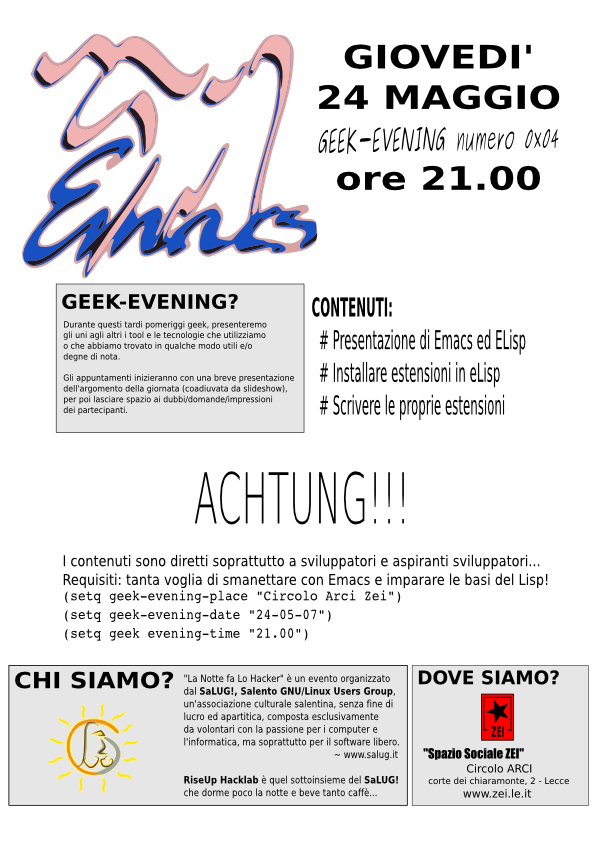 Emacs
GIOVEDI'
24 MAGGIO
GEEK-EVENING numero 0x04
ore 21.00
GEEK-EVENING?
Durante questi tardi pomeriggi geek, presenteremo
gli uni agli altri i tool e le tecnologie che utilizziamo
o che abbiamo trovato in qualche modo utili e/o
degne di nota.
Gli appuntamenti inizieranno con una breve presentazione
dell'argomento della giornata (coadiuvata da slideshow),
per poi lasciare spazio ai dubbi/domande/impressioni
dei partecipanti.
CONTENUTI:
# Presentazione di Emacs ed ELisp
# Installare estensioni in eLisp
# Scrivere le proprie estensioni
ACHTUNG!!!
I contenuti sono diretti soprattutto a sviluppatori e aspiranti sviluppatori...
Requisiti: tanta voglia di smanettare con Emacs e imparare le basi del Lisp!
(setq geek-evening-place "Circolo Arci Zei")
(setq geek-evening-date "24-05-07")
(setq geek evening-time "21.00")
CHI SIAMO?
"La Notte fa Lo Hacker" è un evento organizzato
dal SaLUG!, Salento GNU/Linux Users Group,
un'associazione culturale salentina, senza fine di
lucro ed apartitica, composta esclusivamente
da volontari con la passione per i computer e
l'informatica, ma soprattutto per il software libero.
~ www.salug.it
RiseUp Hacklab è quel sottoinsieme del SaLUG!
che dorme poco la notte e beve tanto caffè...
DOVE SIAMO?
ZEI
"Spazio Sociale ZEI"
Circolo ARCI
corte dei chiaramonte, 2 - Lecce
www.zei.le.it